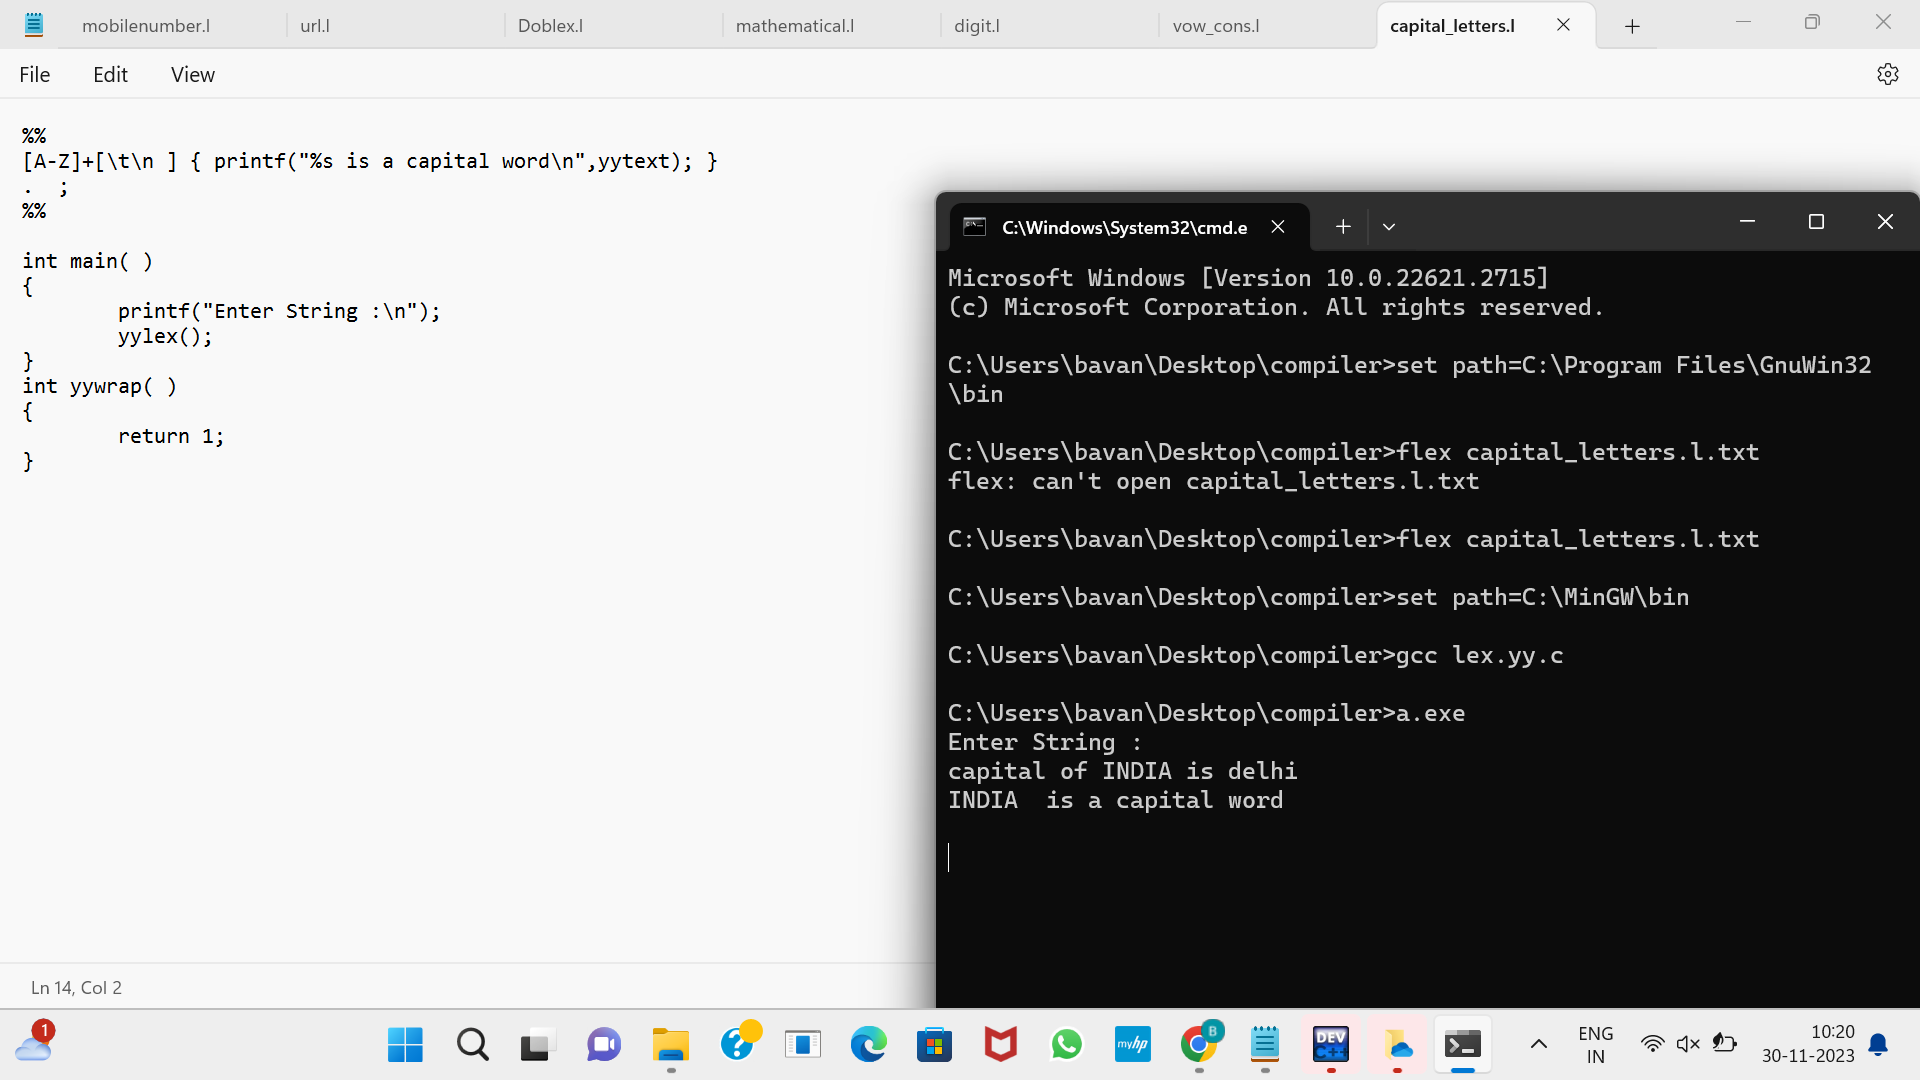 mobilenumber.l url.l Doblex.l mathematical.l digit.l vow_cons.l capital_letters.l
File Edit View
%%
[A-Z]+[\t\n ] { printf("%s is a capital word\n",yytext); }
.  ;
%%
int main( )
{
        printf("Enter String :\n");
        yylex();
}
int yywrap( )
{
        return 1;
}
Ln 14, Col 2
C:\Windows\System32\cmd.e
Microsoft Windows [Version 10.0.22621.2715]
(c) Microsoft Corporation. All rights reserved.
C:\Users\bavan\Desktop\compiler>set path=C:\Program Files\GnuWin32
\bin
C:\Users\bavan\Desktop\compiler>flex capital_letters.l.txt
flex: can't open capital_letters.l.txt
C:\Users\bavan\Desktop\compiler>flex capital_letters.l.txt
C:\Users\bavan\Desktop\compiler>set path=C:\MinGW\bin
C:\Users\bavan\Desktop\compiler>gcc lex.yy.c
C:\Users\bavan\Desktop\compiler>a.exe
Enter String :
capital of INDIA is delhi
INDIA  is a capital word
1
myhp
B
DEV
C++
ENG
IN
10:20
30-11-2023